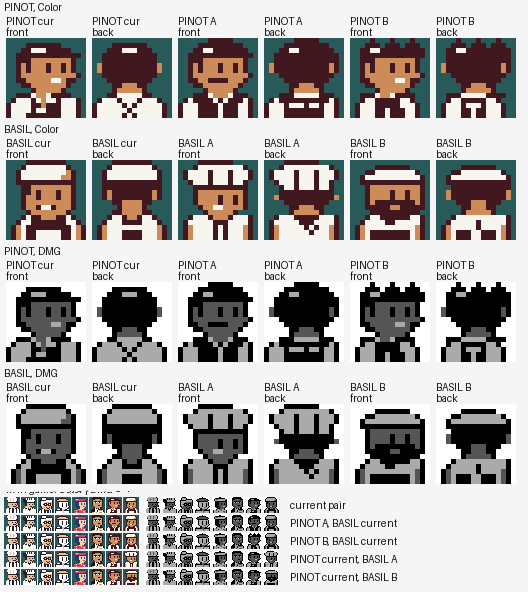 PINOT, Color
PINOT cur front
PINOT cur back
PINOT A front
PINOT A back
PINOT B front
PINOT B back
BASIL, Color
BASIL cur front
BASIL cur back
BASIL A front
BASIL A back
BASIL B front
BASIL B back
PINOT, DMG
PINOT cur front
PINOT cur back
PINOT A front
PINOT A back
PINOT B front
PINOT B back
BASIL, DMG
BASIL cur front
BASIL cur back
BASIL A front
BASIL A back
BASIL B front
BASIL B back
current pair
PINOT A, BASIL current
PINOT B, BASIL current
PINOT current, BASIL A
PINOT current, BASIL B